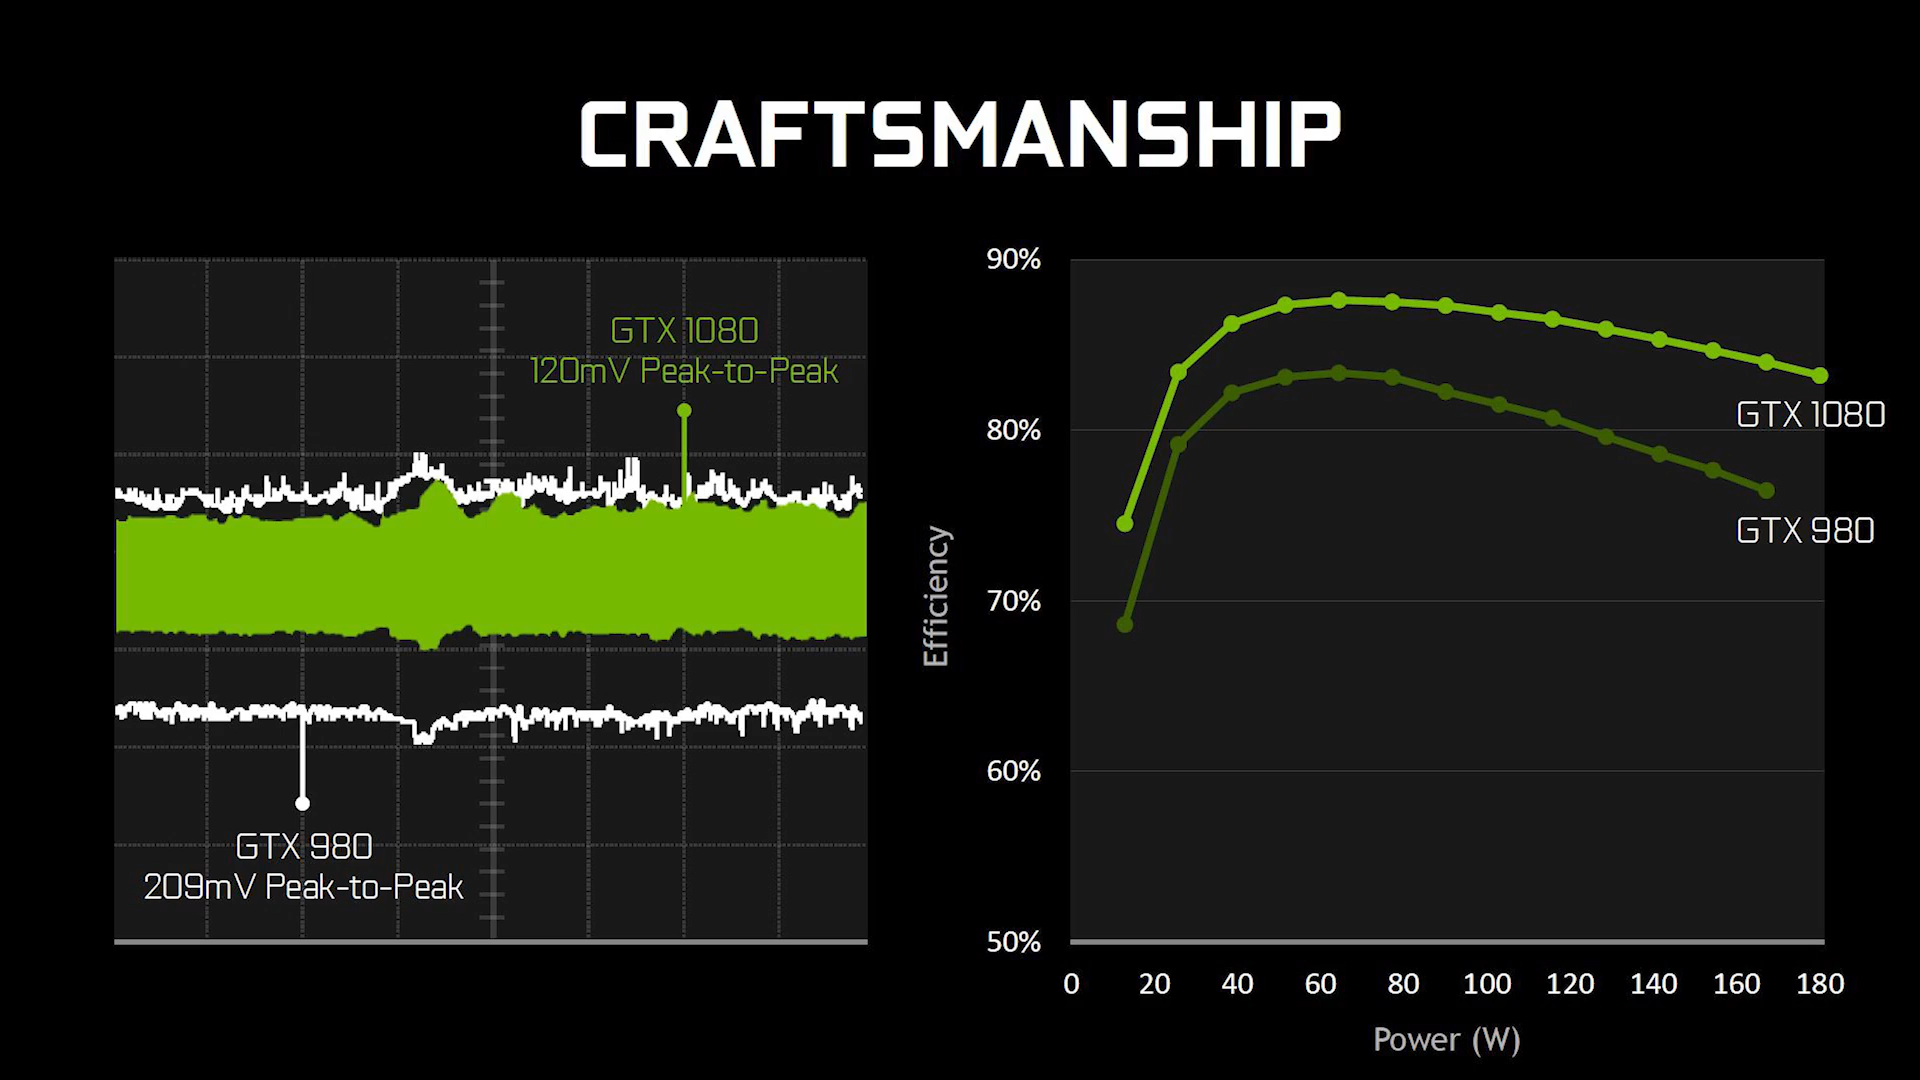 CRAFTSMANSHIP
GTX 1080
120mV Peak-to-Peak
GTX 980
209mV Peak-to-Peak
Efficiency
90%
80%
70%
60%
50%
GTX 1080
GTX 980
0 20 40 60 80 100 120 140 160 180
Power (W)